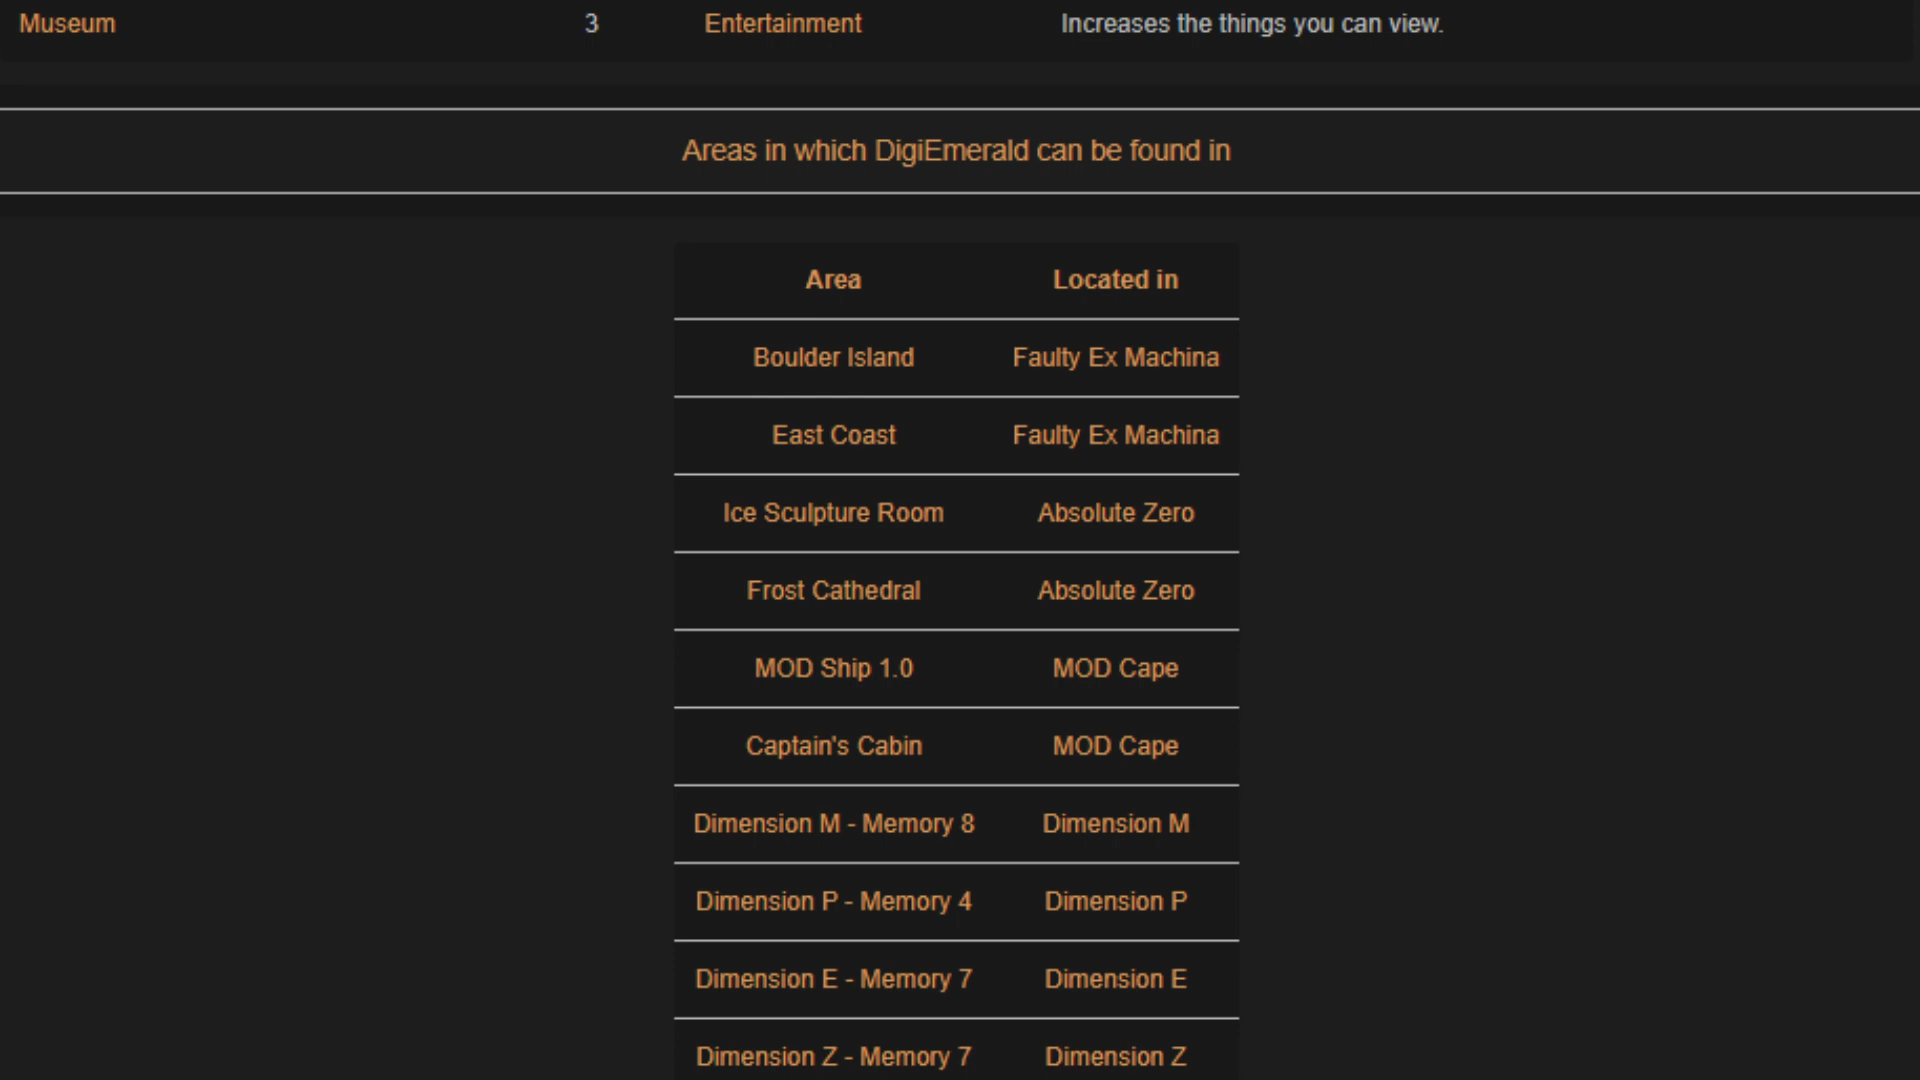 Museum 3 Entertainment Increases the things you can view.
Areas in which DigiEmerald can be found in
Area Located in
Boulder Island Faulty Ex Machina
East Coast Faulty Ex Machina
Ice Sculpture Room Absolute Zero
Frost Cathedral Absolute Zero
MOD Ship 1.0 MOD Cape
Captain's Cabin MOD Cape
Dimension M - Memory 8 Dimension M
Dimension P - Memory 4 Dimension P
Dimension E - Memory 7 Dimension E
Dimension Z - Memory 7 Dimension Z